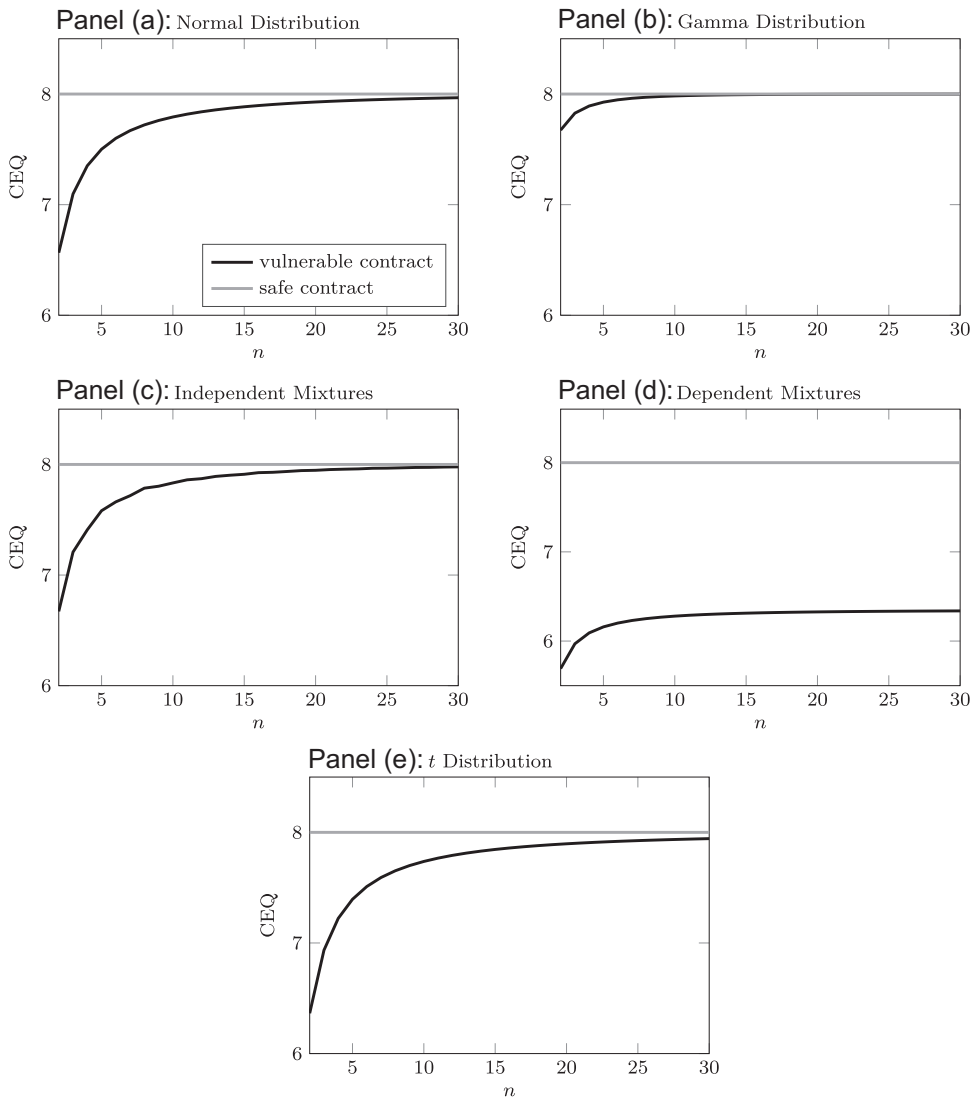 Panel (a): Normal Distribution
8
7
6
CEQ
vulnerable contract
safe contract
5 10 15 20 25 30
n
Panel (b): Gamma Distribution
8
7
6
CEQ
5 10 15 20 25 30
n
Panel (c): Independent Mixtures
8
7
6
CEQ
5 10 15 20 25 30
n
Panel (d): Dependent Mixtures
8
7
6
CEQ
5 10 15 20 25 30
n
Panel (e): t Distribution
8
7
6
CEQ
5 10 15 20 25 30
n